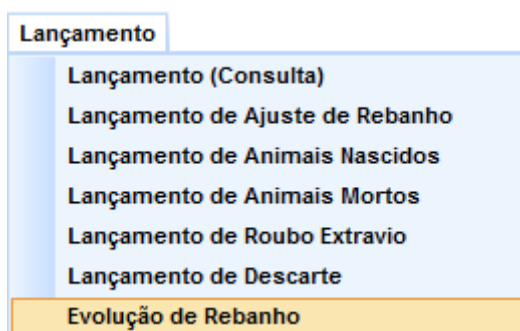 Lançamento
Lançamento (Consulta)
Lançamento de Ajuste de Rebanho
Lançamento de Animais Nascidos
Lançamento de Animais Mortos
Lançamento de Roubo Extravio
Lançamento de Descarte
Evolução de Rebanho